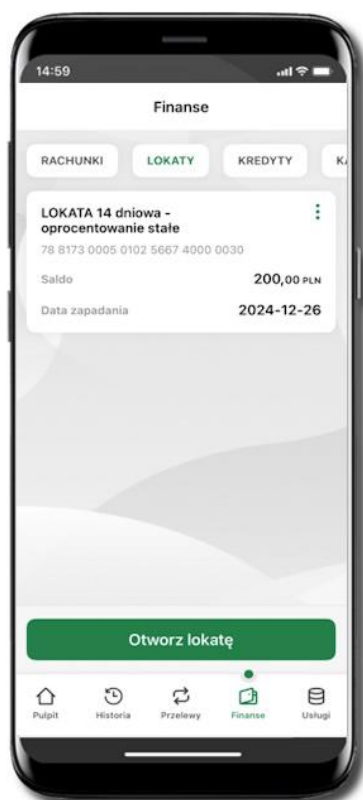 14:59
Finanse
RACHUNKI LOKATY KREDYTY
LOKATA 14 dniowa -
oprocentowanie stałe
78 8173 0005 0102 5667 4000 0030
Saldo 200,00 PLN
Data zapadania 2024-12-26
Otworz lokatę
Pulpit Historia Przelewy Finanse Usługi